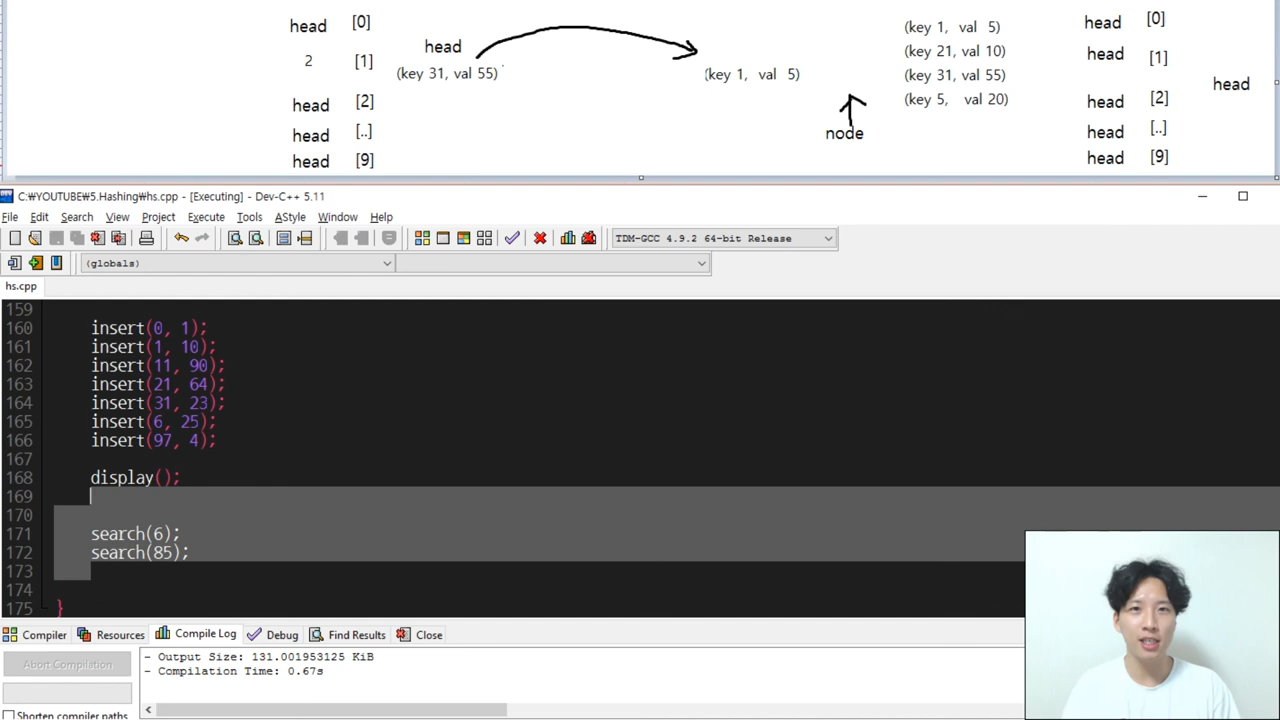 head [0]
2 [1]
head [2]
head [..]
head [9]
head
(key 31, val 55)
(key 1, val 5)
node
(key 1, val 5)
(key 21, val 10)
(key 31, val 55)
(key 5, val 20)
head [0]
head [1]
head [2]
head [..]
head [9]
head
C:\YOUTUBE\5.Hashing\hs.cpp - [Executing] - Dev-C++ 5.11
File Edit Search View Project Execute Tools AStyle Window Help
TDM-GCC 4.9.2 64-bit Release
(globals)
hs.cpp
159
160 insert(0, 1);
161 insert(1, 10);
162 insert(11, 90);
163 insert(21, 64);
164 insert(31, 23);
165 insert(6, 25);
166 insert(97, 4);
167
168 display();
169
170
171 search(6);
172 search(85);
173
174
175 }
Compiler Resources Compile Log Debug Find Results Close
Abort Compilation
- Output Size: 131.001953125 KiB
- Compilation Time: 0.67s
Shorten compiler paths